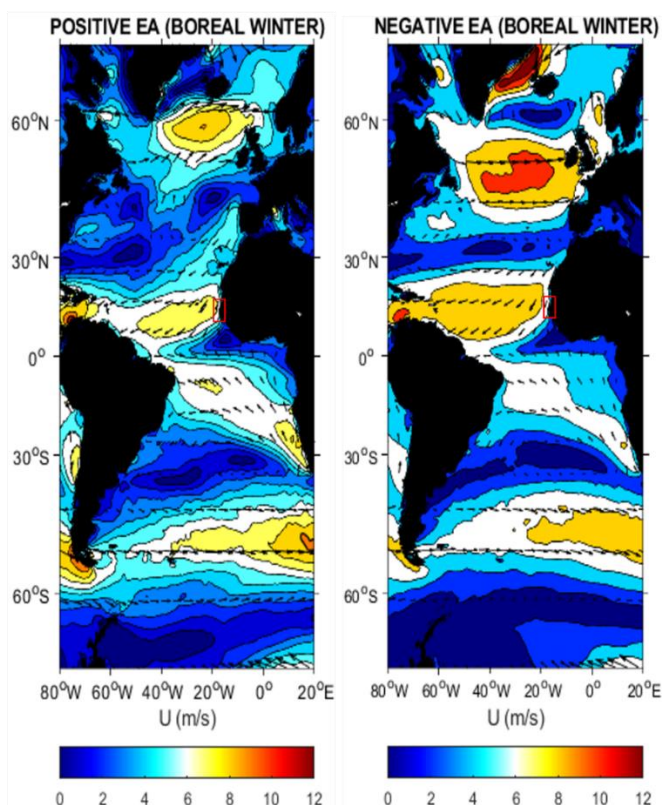 POSITIVE EA (BOREAL WINTER)
60°N
30°N
0°
30°S
60°S
80°W 60°W 40°W 20°W 0°W 20°E
U (m/s)
0 2 4 6 8 10 12
NEGATIVE EA (BOREAL WINTER)
60°N
30°N
0°
30°S
60°S
80°W 60°W 40°W 20°W 0°W 20°E
U (m/s)
0 2 4 6 8 10 12